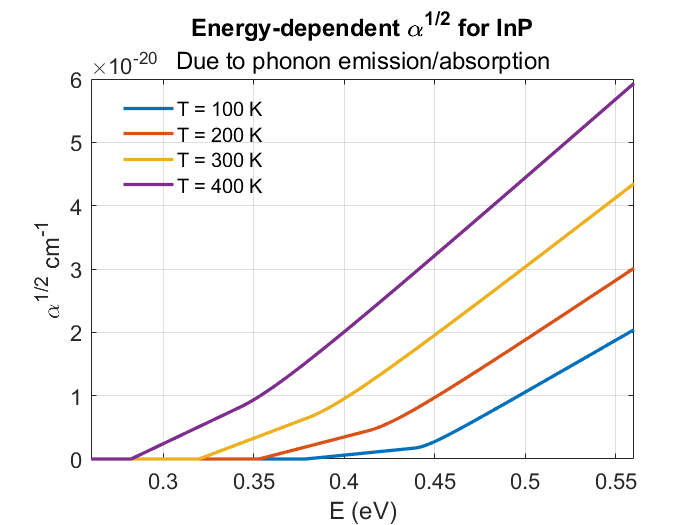 Energy-dependent α^1/2 for InP
Due to phonon emission/absorption
×10^-20
6
5
4
3
2
1
0
T = 100 K
T = 200 K
T = 300 K
T = 400 K
α^1/2 cm^-1
0.3
0.35
0.4
0.45
0.5
0.55
E (eV)